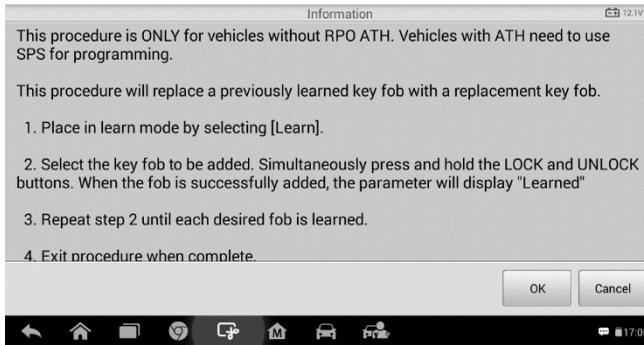 Information
12.1V
This procedure is ONLY for vehicles without RPO ATH. Vehicles with ATH need to use
SPS for programming.
This procedure will replace a previously learned key fob with a replacement key fob.
1. Place in learn mode by selecting [Learn].
2. Select the key fob to be added. Simultaneously press and hold the LOCK and UNLOCK
buttons. When the fob is successfully added, the parameter will display "Learned"
3. Repeat step 2 until each desired fob is learned.
4. Exit procedure when complete.
OK
Cancel
M